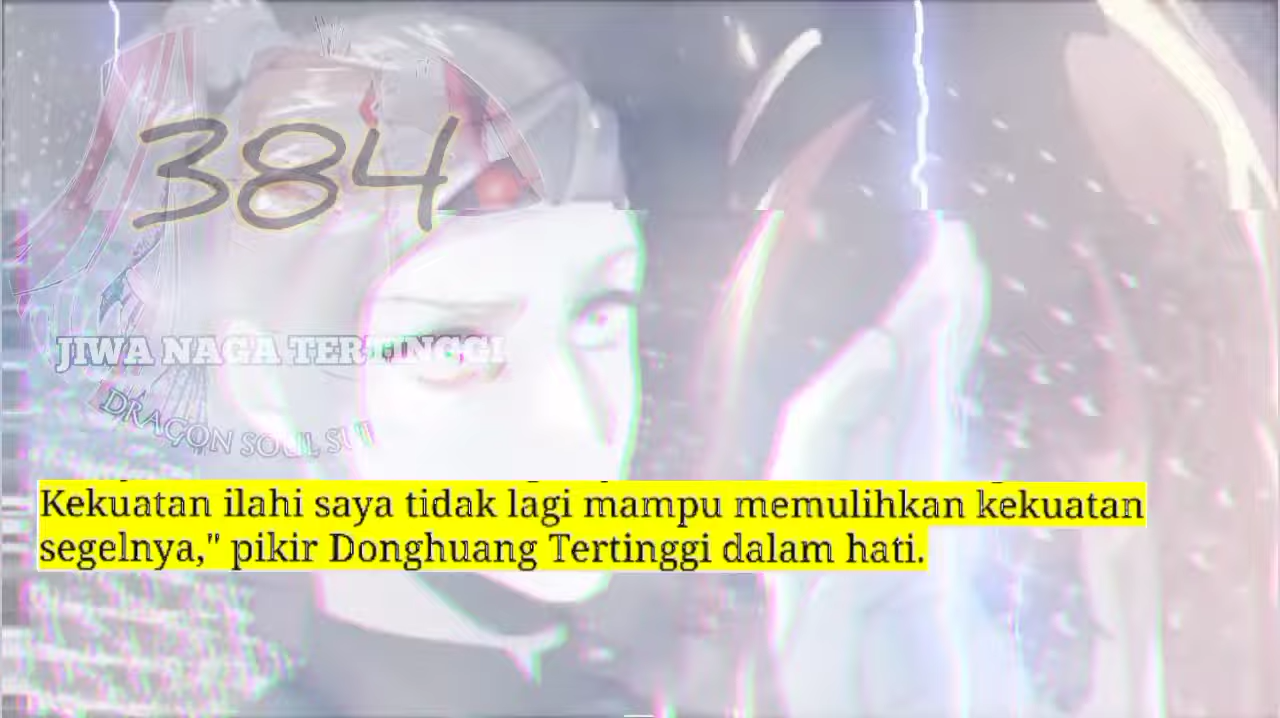 384
JIWA NAGA TERTINGGI
DRAGON SOUL
Kekuatan ilahi saya tidak lagi mampu memulihkan kekuatan
segelnya," pikir Donghuang Tertinggi dalam hati.